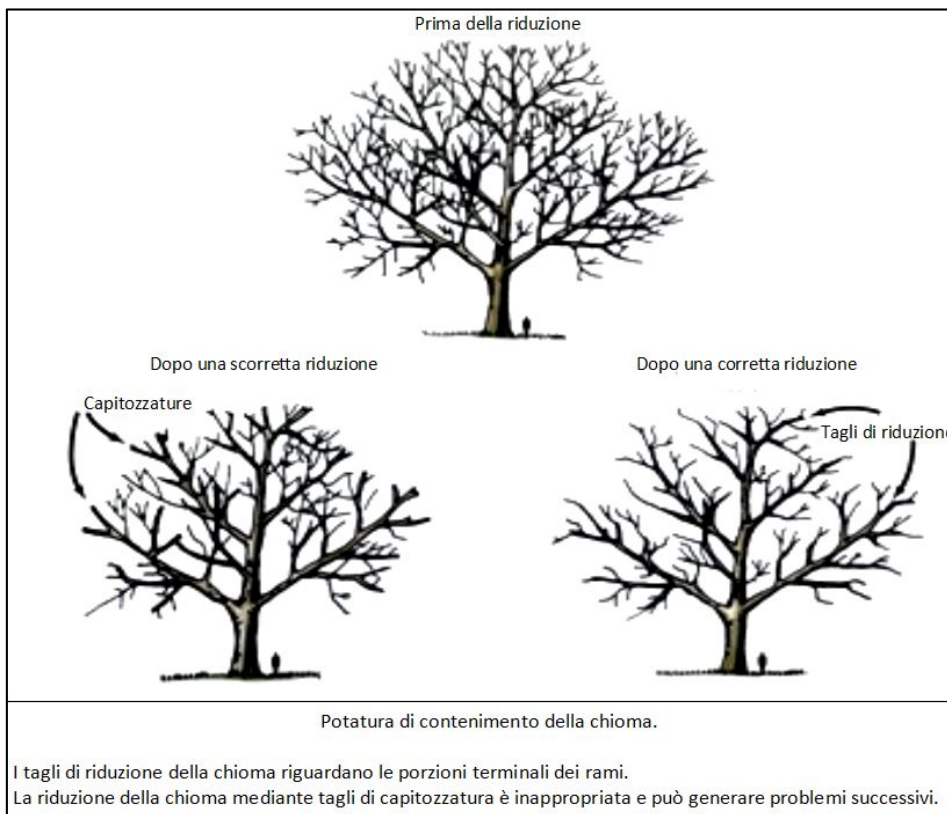 Prima della riduzione
Dopo una scorretta riduzione
Dopo una corretta riduzione
Capitozzature
Tagli di riduzione
Potatura di contenimento della chioma.
I tagli di riduzione della chioma riguardano le porzioni terminali dei rami.
La riduzione della chioma mediante tagli di capitozzatura è inappropriata e può generare problemi successivi.